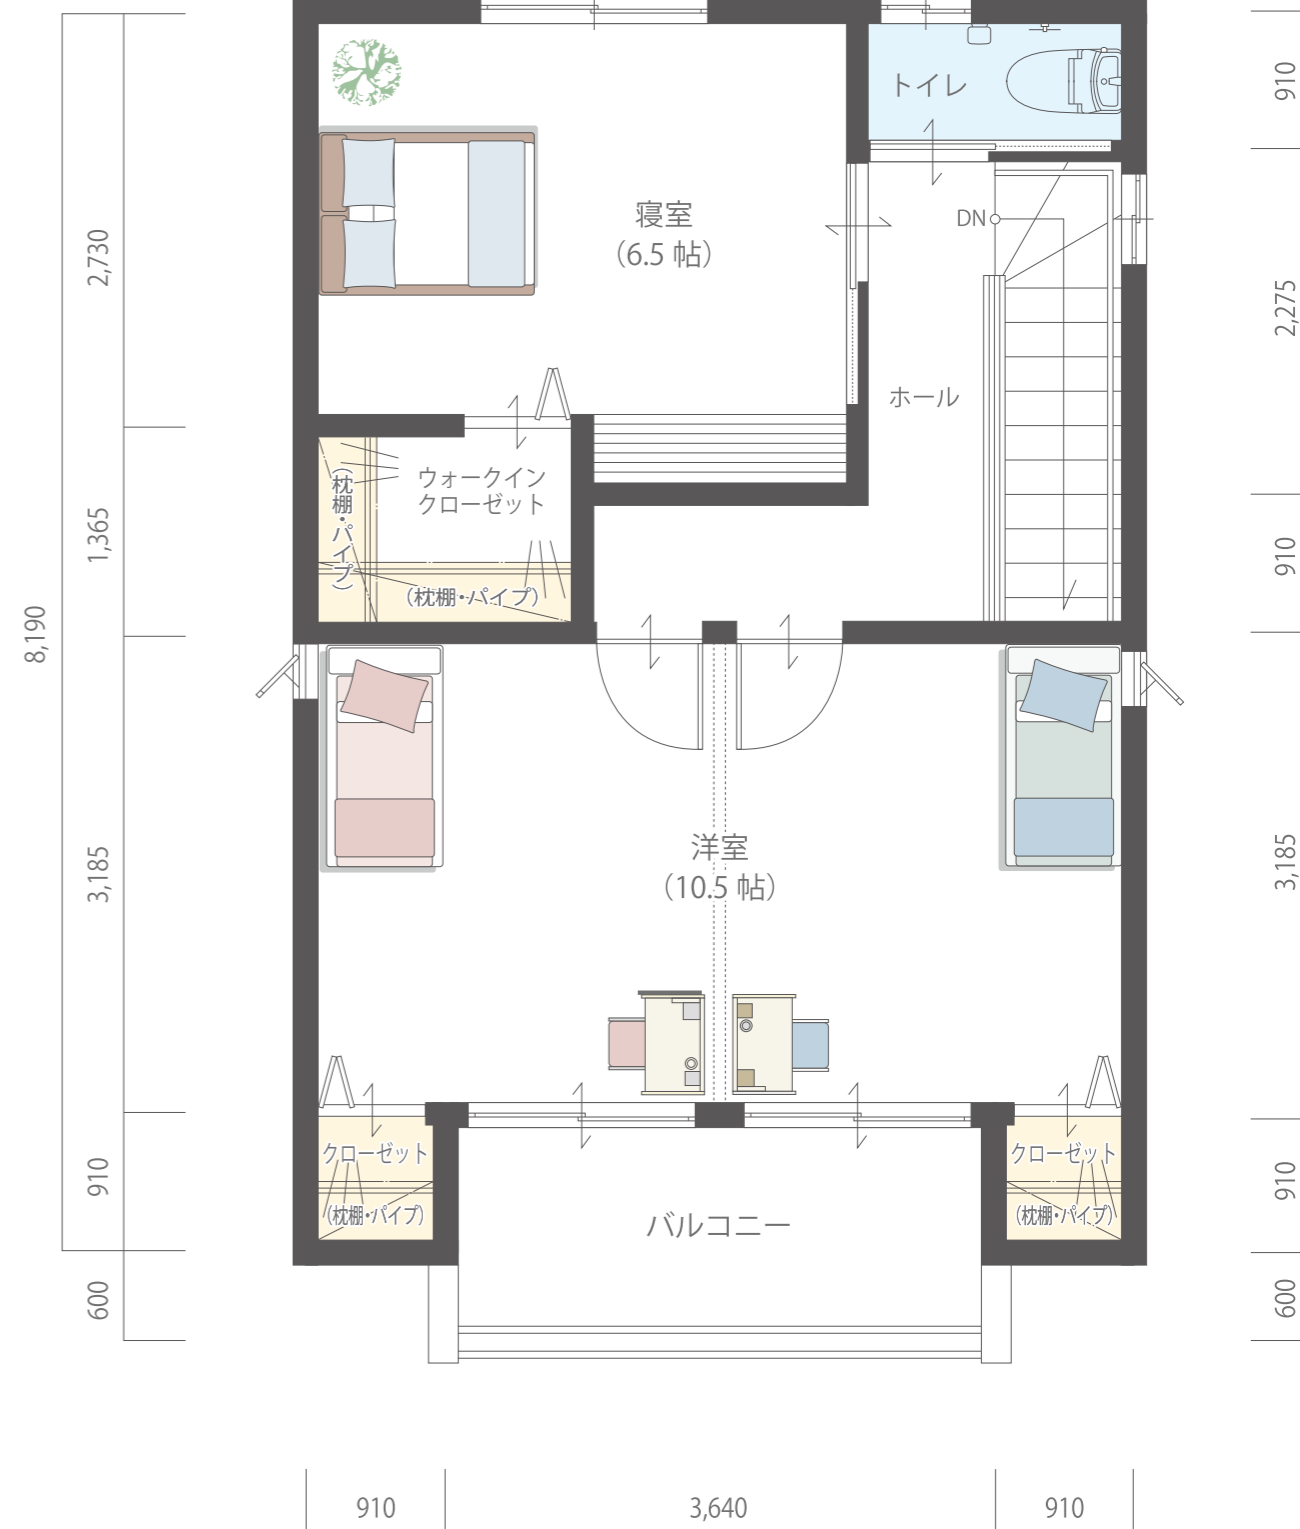 910
トイレ
2,730
寝室
(6.5 帖)
DN
2,275
ホール
ウォークイン
クローゼット
(枕棚・パイプ)
(枕棚・パイプ)
1,365
910
8,190
洋室
(10.5 帖)
3,185
3,185
クローゼット
(枕棚・パイプ)
クローゼット
(枕棚・パイプ)
910
910
バルコニー
600
600
910
3,640
910